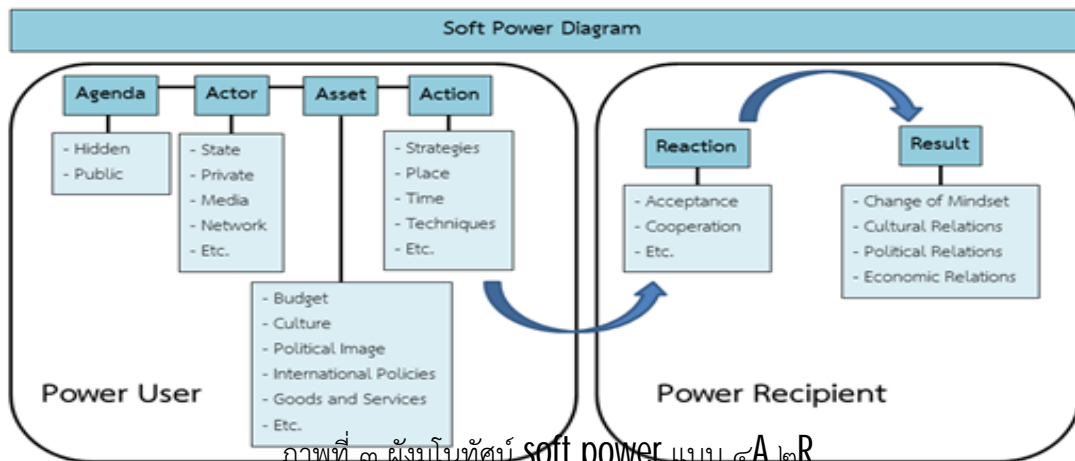 Soft Power Diagram
Agenda
- Hidden
- Public
Actor
- State
- Private
- Media
- Network
- Etc.
Asset
- Budget
- Culture
- Political Image
- International Policies
- Goods and Services
- Etc.
Action
- Strategies
- Place
- Time
- Techniques
- Etc.
Power User
Reaction
- Acceptance
- Cooperation
- Etc.
Result
- Change of Mindset
- Cultural Relations
- Political Relations
- Economic Relations
Power Recipient
ภาพที่ ๓ ผังมโนทัศน์ soft power แบบ ๔A ๒R